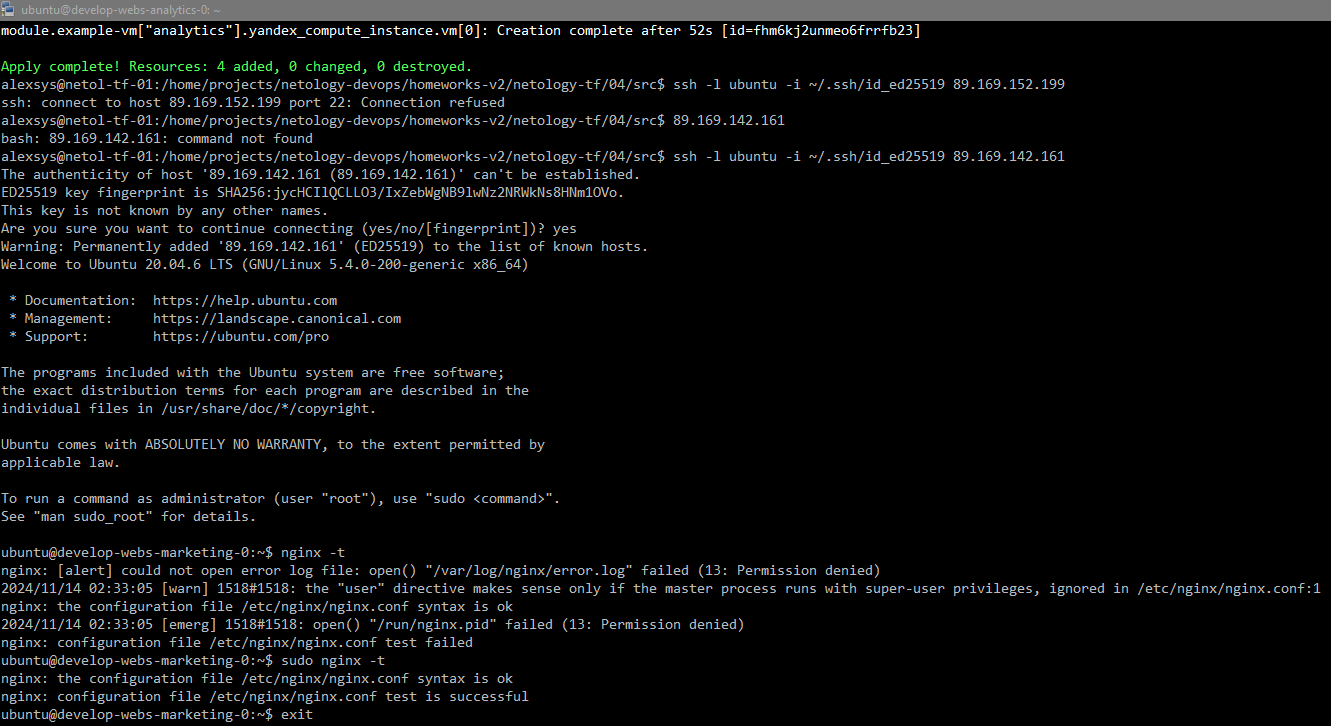 ubuntu@develop-webs-analytics-0: ~
module.example-vm["analytics"].yandex_compute_instance.vm[0]: Creation complete after 52s [id=fhm6kj2unmeo6frrfb23]
Apply complete! Resources: 4 added, 0 changed, 0 destroyed.
alexsys@netol-tf-01:/home/projects/netology-devops/homeworks-v2/netology-tf/04/src$ ssh -l ubuntu -i ~/.ssh/id_ed25519 89.169.152.199
ssh: connect to host 89.169.152.199 port 22: Connection refused
alexsys@netol-tf-01:/home/projects/netology-devops/homeworks-v2/netology-tf/04/src$ 89.169.142.161
bash: 89.169.142.161: command not found
alexsys@netol-tf-01:/home/projects/netology-devops/homeworks-v2/netology-tf/04/src$ ssh -l ubuntu -i ~/.ssh/id_ed25519 89.169.142.161
The authenticity of host '89.169.142.161 (89.169.142.161)' can't be established.
ED25519 key fingerprint is SHA256:jycHCIlQCLLO3/IxZebWgNB9lwNz2NRWkNs8HNm1OVo.
This key is not known by any other names.
Are you sure you want to continue connecting (yes/no/[fingerprint])? yes
Warning: Permanently added '89.169.142.161' (ED25519) to the list of known hosts.
Welcome to Ubuntu 20.04.6 LTS (GNU/Linux 5.4.0-200-generic x86_64)
* Documentation:  https://help.ubuntu.com
* Management:     https://landscape.canonical.com
* Support:        https://ubuntu.com/pro
The programs included with the Ubuntu system are free software;
the exact distribution terms for each program are described in the
individual files in /usr/share/doc/*/copyright.
Ubuntu comes with ABSOLUTELY NO WARRANTY, to the extent permitted by
applicable law.
To run a command as administrator (user "root"), use "sudo <command>".
See "man sudo_root" for details.
ubuntu@develop-webs-marketing-0:~$ nginx -t
nginx: [alert] could not open error log file: open() "/var/log/nginx/error.log" failed (13: Permission denied)
2024/11/14 02:33:05 [warn] 1518#1518: the "user" directive makes sense only if the master process runs with super-user privileges, ignored in /etc/nginx/nginx.conf:1
nginx: the configuration file /etc/nginx/nginx.conf syntax is ok
2024/11/14 02:33:05 [emerg] 1518#1518: open() "/run/nginx.pid" failed (13: Permission denied)
nginx: configuration file /etc/nginx/nginx.conf test failed
ubuntu@develop-webs-marketing-0:~$ sudo nginx -t
nginx: the configuration file /etc/nginx/nginx.conf syntax is ok
nginx: configuration file /etc/nginx/nginx.conf test is successful
ubuntu@develop-webs-marketing-0:~$ exit